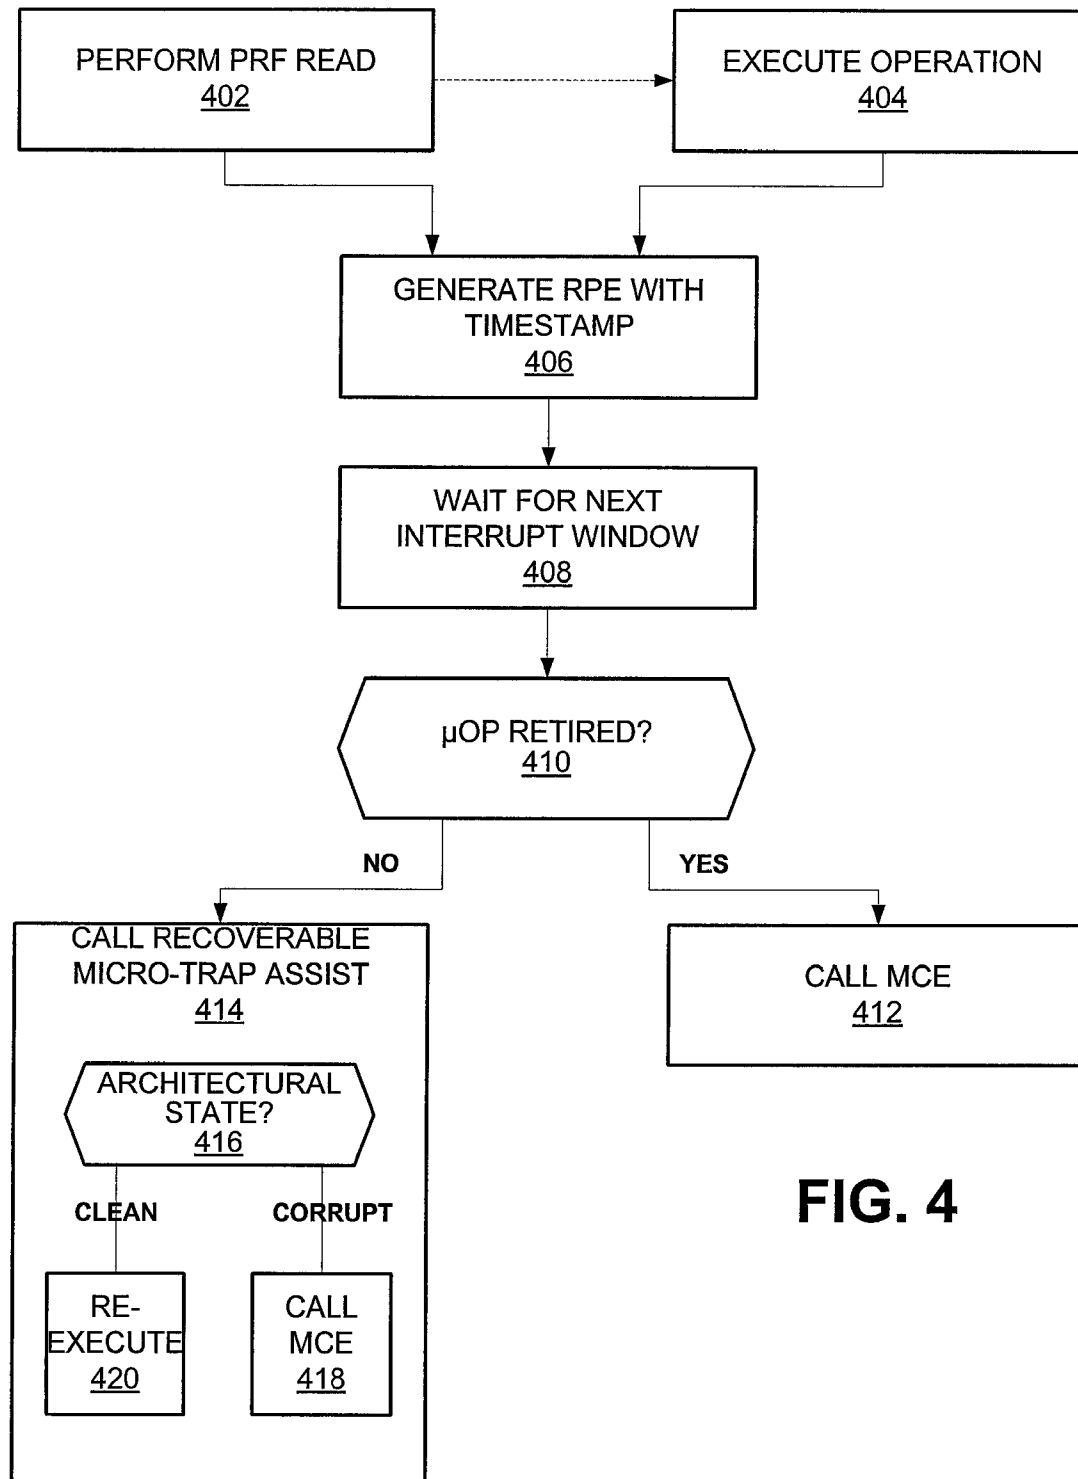 PERFORM PRF READ
402
EXECUTE OPERATION
404
GENERATE RPE WITH
TIMESTAMP
406
WAIT FOR NEXT
INTERRUPT WINDOW
408
µOP RETIRED?
410
NO
YES
CALL RECOVERABLE
MICRO-TRAP ASSIST
414
CALL MCE
412
ARCHITECTURAL
STATE?
416
CLEAN
CORRUPT
RE-
EXECUTE
420
CALL
MCE
418
FIG. 4